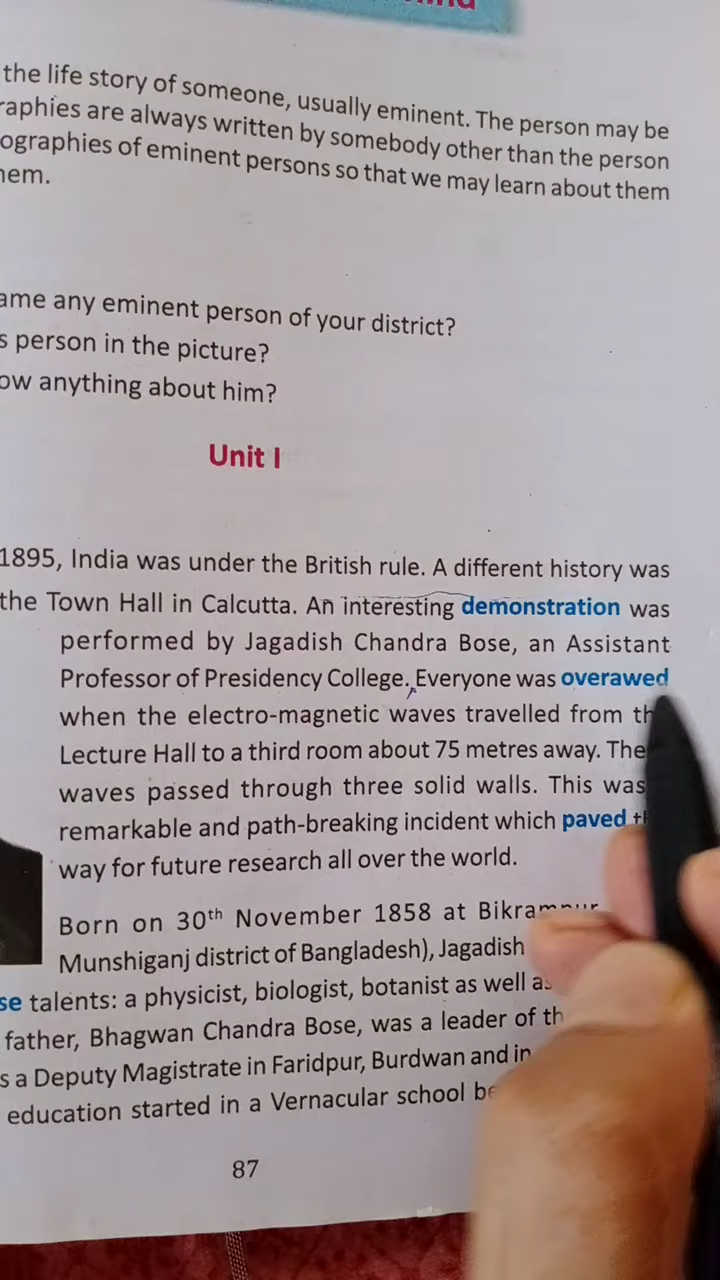 the life story of someone, usually eminent. The person may be
raphies are always written by somebody other than the person
ographies of eminent persons so that we may learn about them
hem.
ame any eminent person of your district?
s person in the picture?
ow anything about him?
Unit I
1895, India was under the British rule. A different history was
the Town Hall in Calcutta. An interesting demonstration was
performed by Jagadish Chandra Bose, an Assistant
Professor of Presidency College. Everyone was overawed
when the electro-magnetic waves travelled from th
Lecture Hall to a third room about 75 metres away. The
waves passed through three solid walls. This was
remarkable and path-breaking incident which paved
way for future research all over the world.
Born on 30th November 1858 at
Munshiganj district of Bangladesh), Jagadish
se talents: a physicist, biologist, botanist as well as
father, Bhagwan Chandra Bose, was a leader of th
s a Deputy Magistrate in Faridpur, Burdwan and in
education started in a Vernacular school be
87